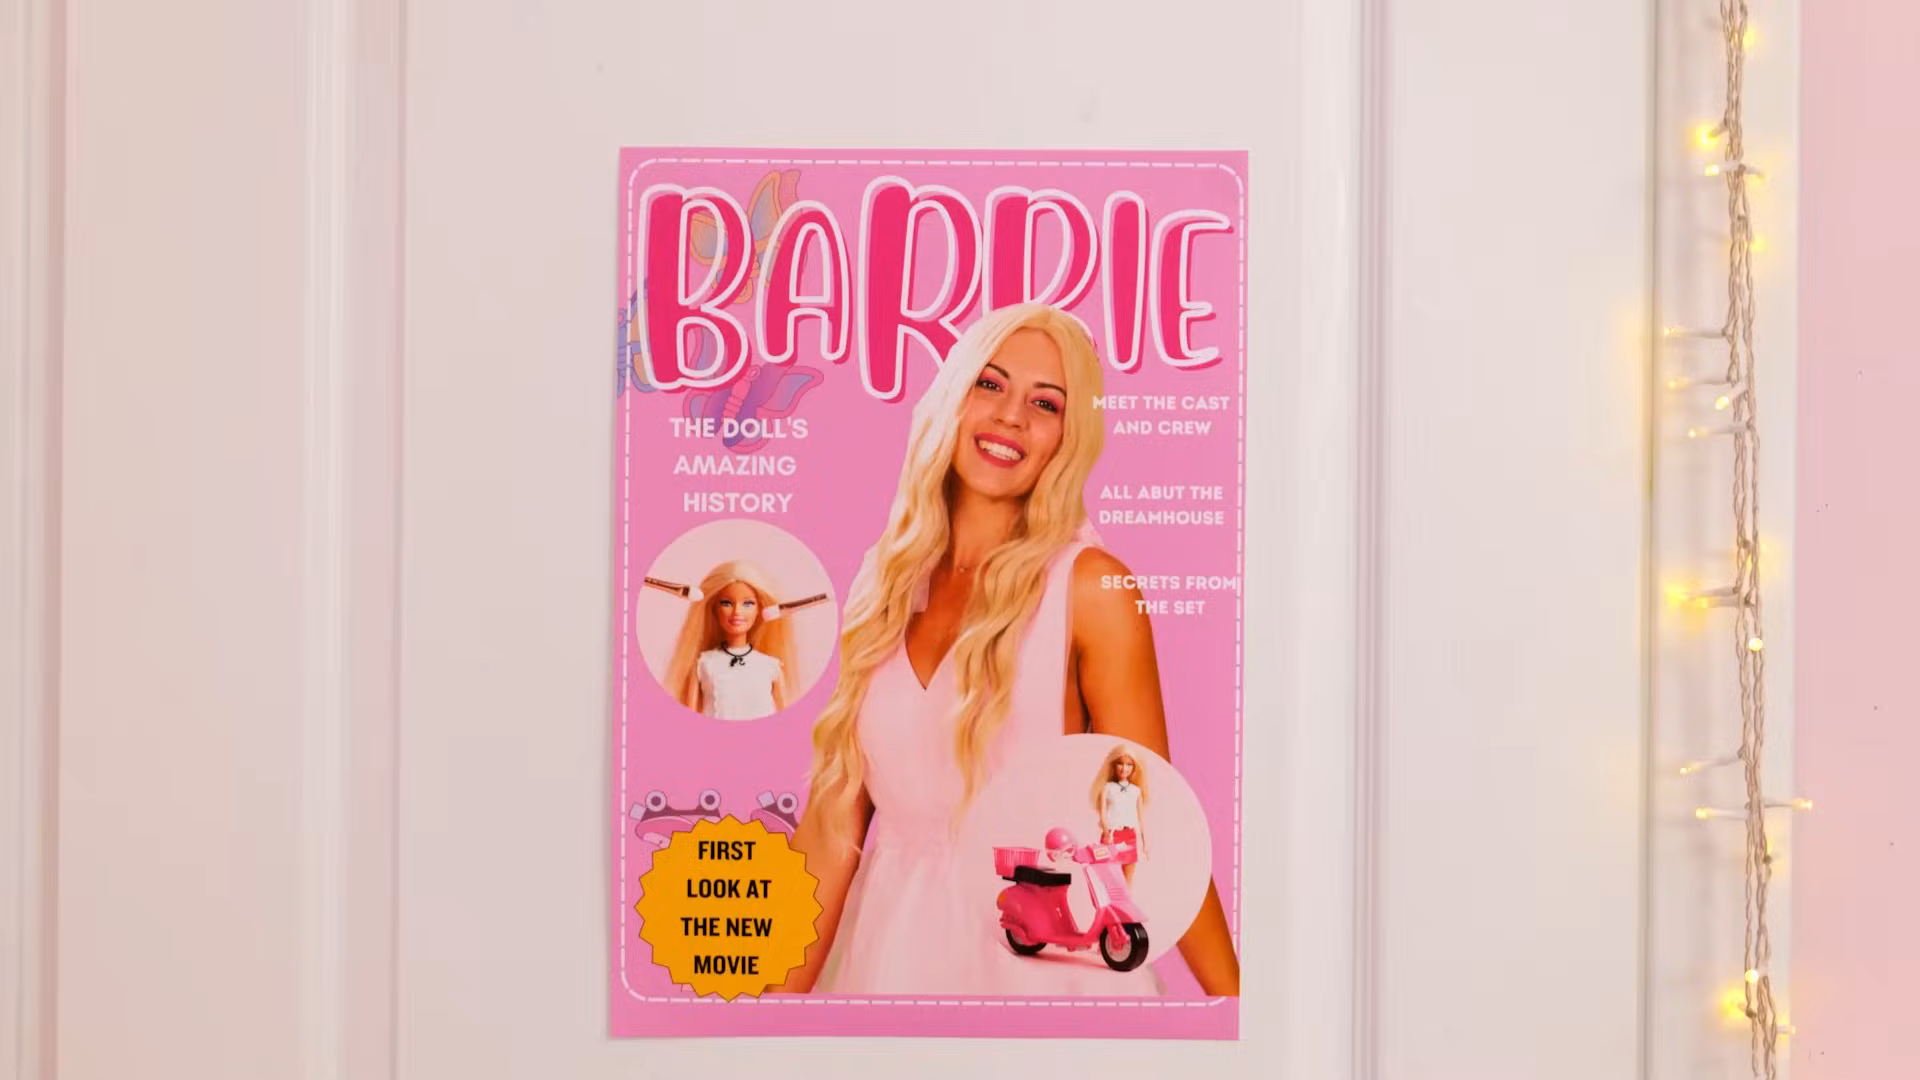 BARBIE
THE DOLL'S
AMAZING
HISTORY
MEET THE CAST
AND CREW
ALL ABUT THE
DREAMHOUSE
SECRETS FROM
THE SET
FIRST
LOOK AT
THE NEW
MOVIE